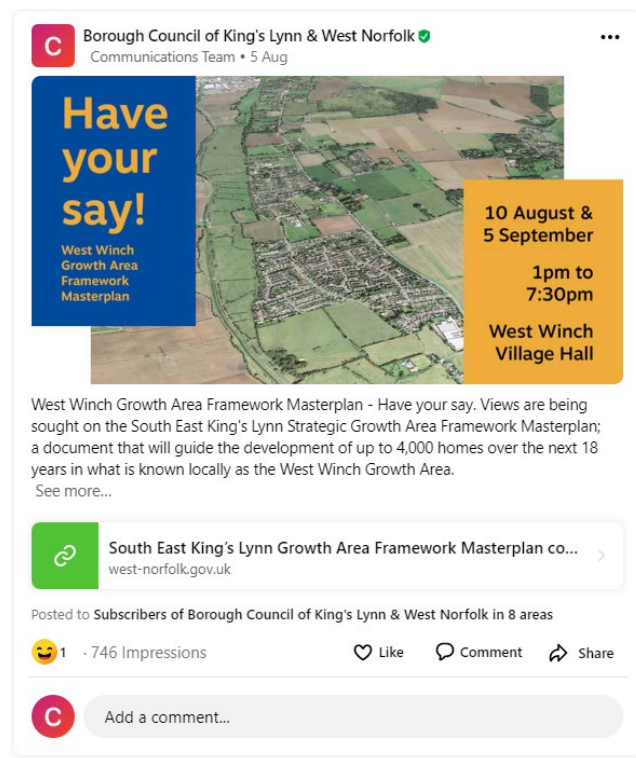 C
Borough Council of King's Lynn & West Norfolk
Communications Team • 5 Aug
Have
your
say!
West Winch
Growth Area
Framework
Masterplan
10 August &
5 September
1pm to
7:30pm
West Winch
Village Hall
West Winch Growth Area Framework Masterplan - Have your say. Views are being
sought on the South East King's Lynn Strategic Growth Area Framework Masterplan;
a document that will guide the development of up to 4,000 homes over the next 18
years in what is known locally as the West Winch Growth Area.
See more...
South East King's Lynn Growth Area Framework Masterplan co...
west-norfolk.gov.uk
Posted to Subscribers of Borough Council of King's Lynn & West Norfolk in 8 areas
1 · 746 Impressions Like Comment Share
C
Add a comment...